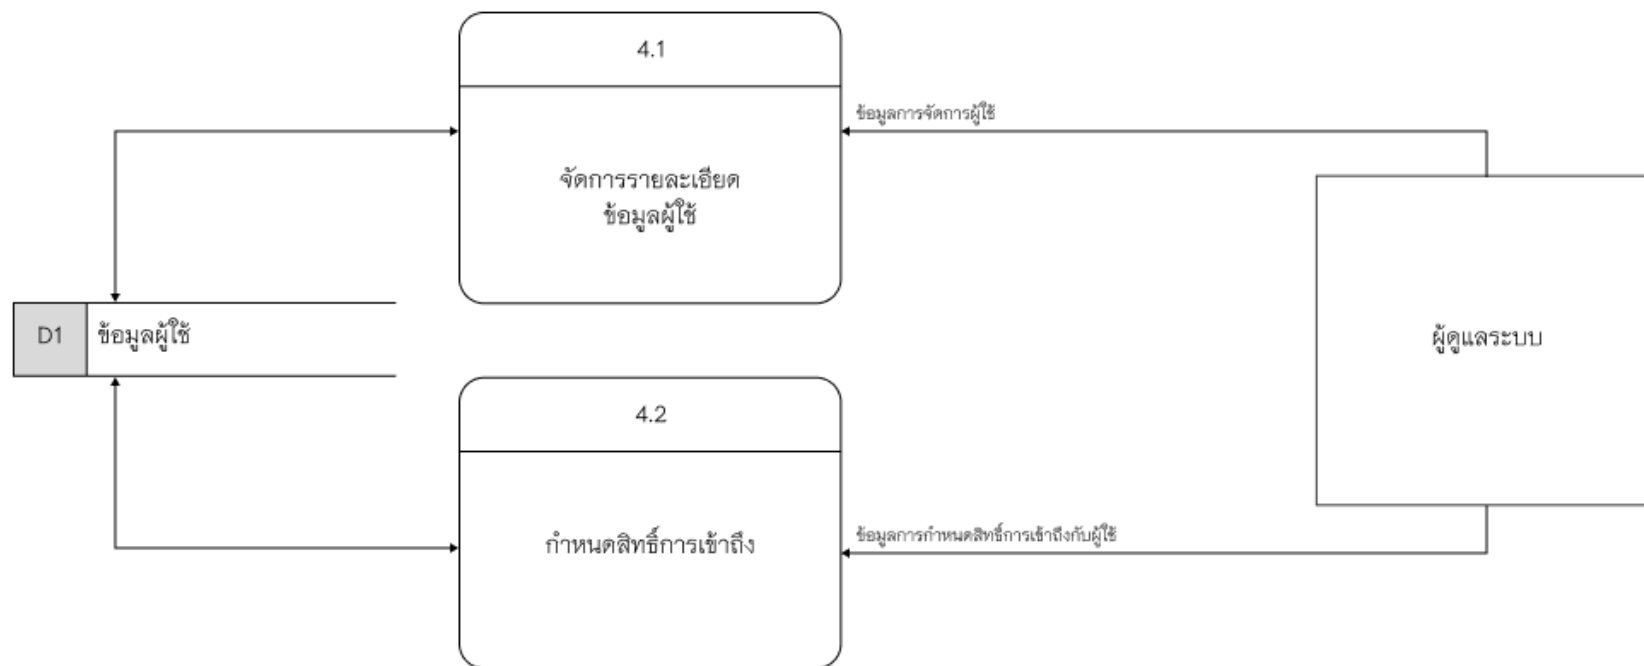 4.1
ข้อมูลการจัดการผู้ใช้
จัดการรายละเอียด
ข้อมูลผู้ใช้
D1 ข้อมูลผู้ใช้
ผู้ดูแลระบบ
4.2
ข้อมูลการกำหนดสิทธิ์การเข้าถึงกับผู้ใช้
กำหนดสิทธิ์การเข้าถึง